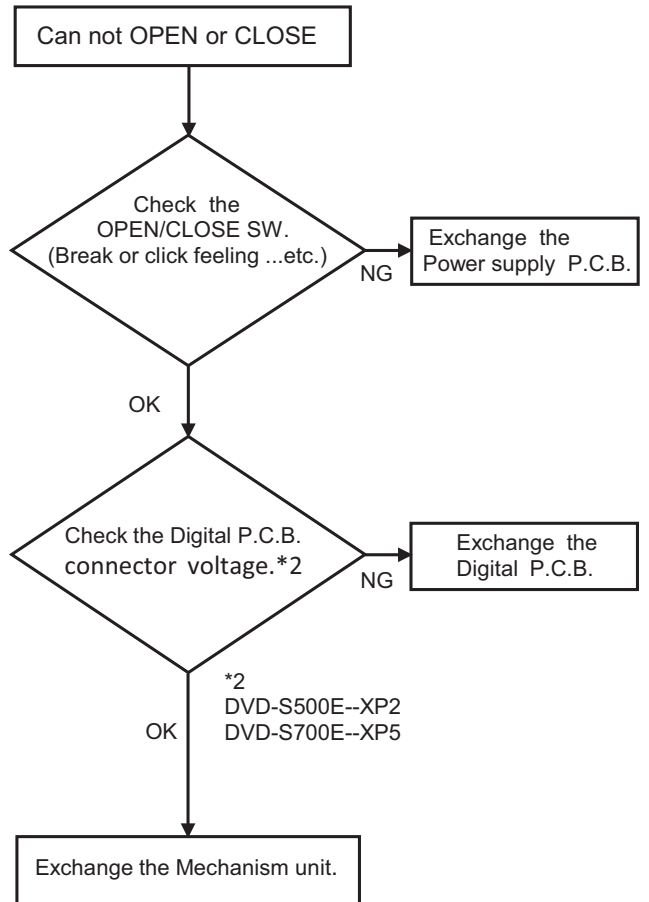 Can not OPEN or CLOSE
Check the
OPEN/CLOSE SW.
(Break or click feeling ...etc.)
NG
Exchange the
Power supply P.C.B.
OK
Check the Digital P.C.B.
connector voltage.*2
NG
Exchange the
Digital P.C.B.
OK
*2
DVD-S500E--XP2
DVD-S700E--XP5
Exchange the Mechanism unit.